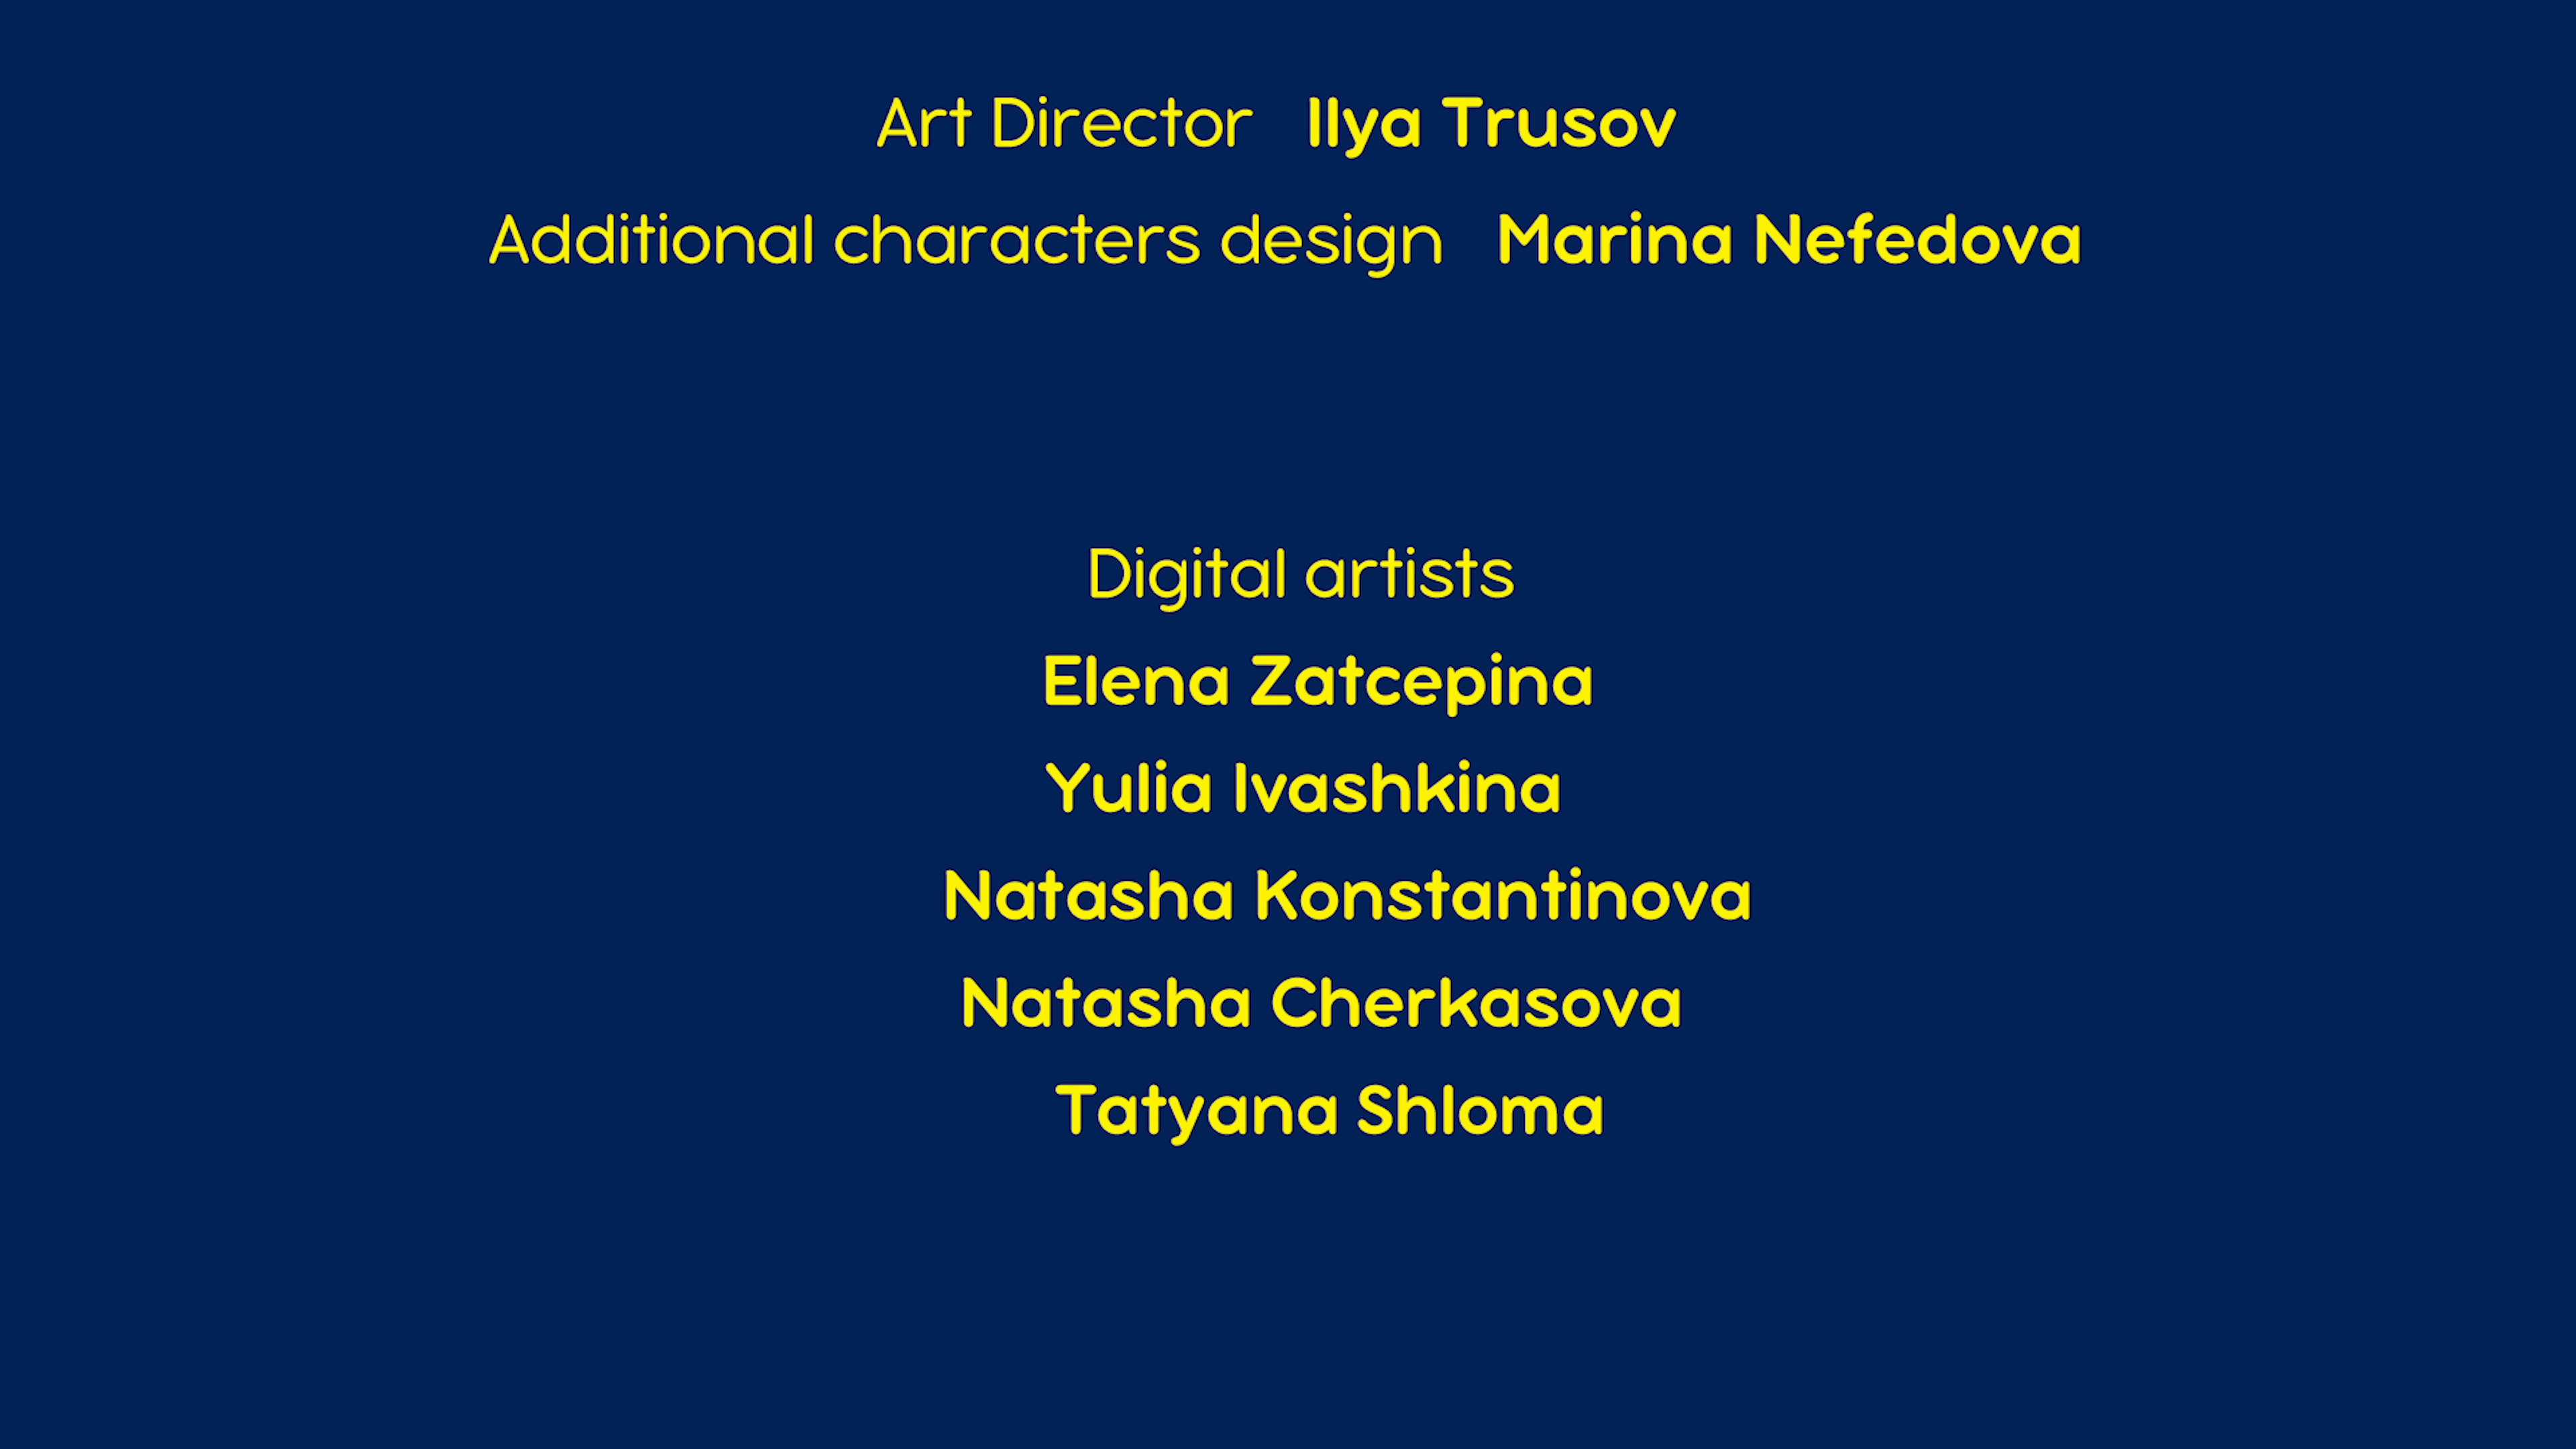 Art Director Ilya Trusov
Additional characters design Marina Nefedova
Digital artists
Elena Zatcepina
Yulia Ivashkina
Natasha Konstantinova
Natasha Cherkasova
Tatyana Shloma